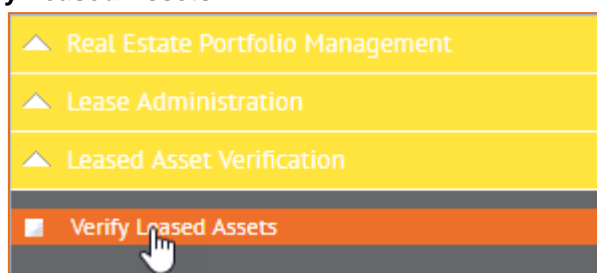 Real Estate Portfolio Management
Lease Administration
Leased Asset Verification
Verify Leased Assets